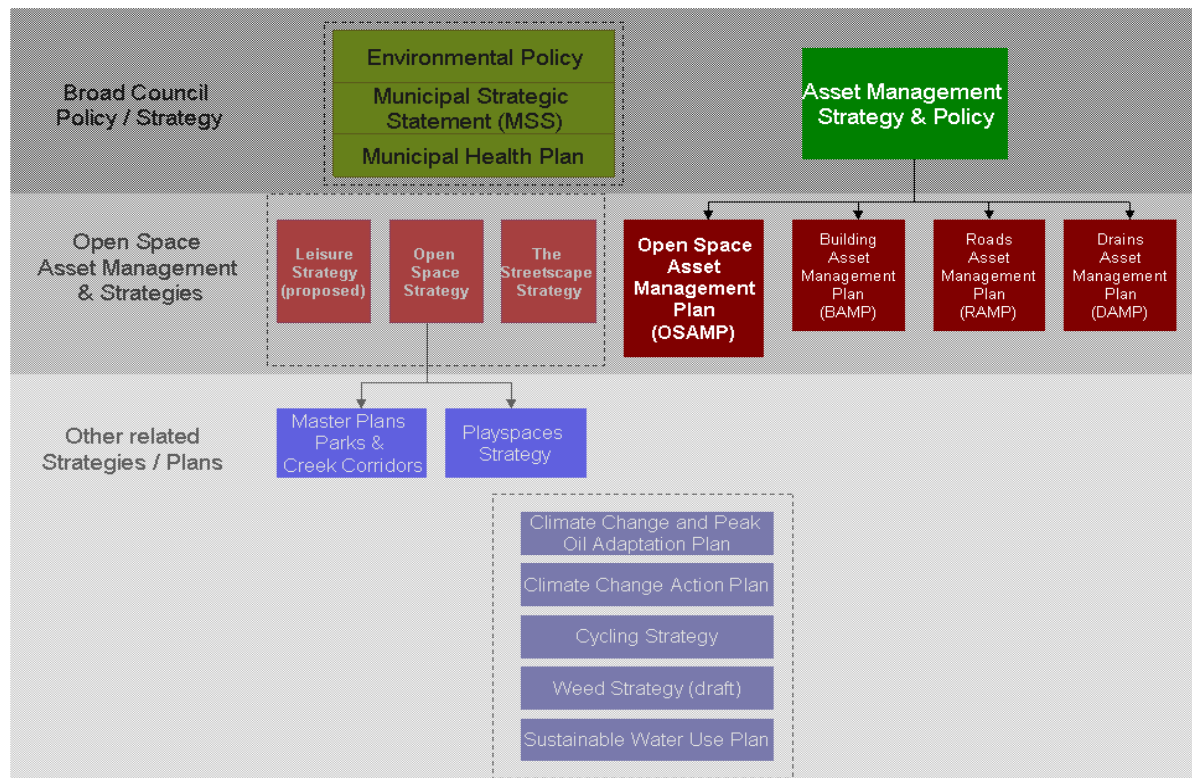 Broad Council
Policy / Strategy
Environmental Policy
Municipal Strategic
Statement (MSS)
Municipal Health Plan
Asset Management
Strategy & Policy
Open Space
Asset Management
& Strategies
Leisure
Strategy
(proposed)
Open
Space
Strategy
The
Streetscape
Strategy
Open Space
Asset
Management
Plan
(OSAMP)
Building
Asset
Management
Plan
(BAMP)
Roads
Asset
Management
Plan
(RAMP)
Drains
Asset
Management
Plan
(DAMP)
Other related
Strategies / Plans
Master Plans
Parks &
Creek Corridors
Playspaces
Strategy
Climate Change and Peak
Oil Adaptation Plan
Climate Change Action Plan
Cycling Strategy
Weed Strategy (draft)
Sustainable Water Use Plan